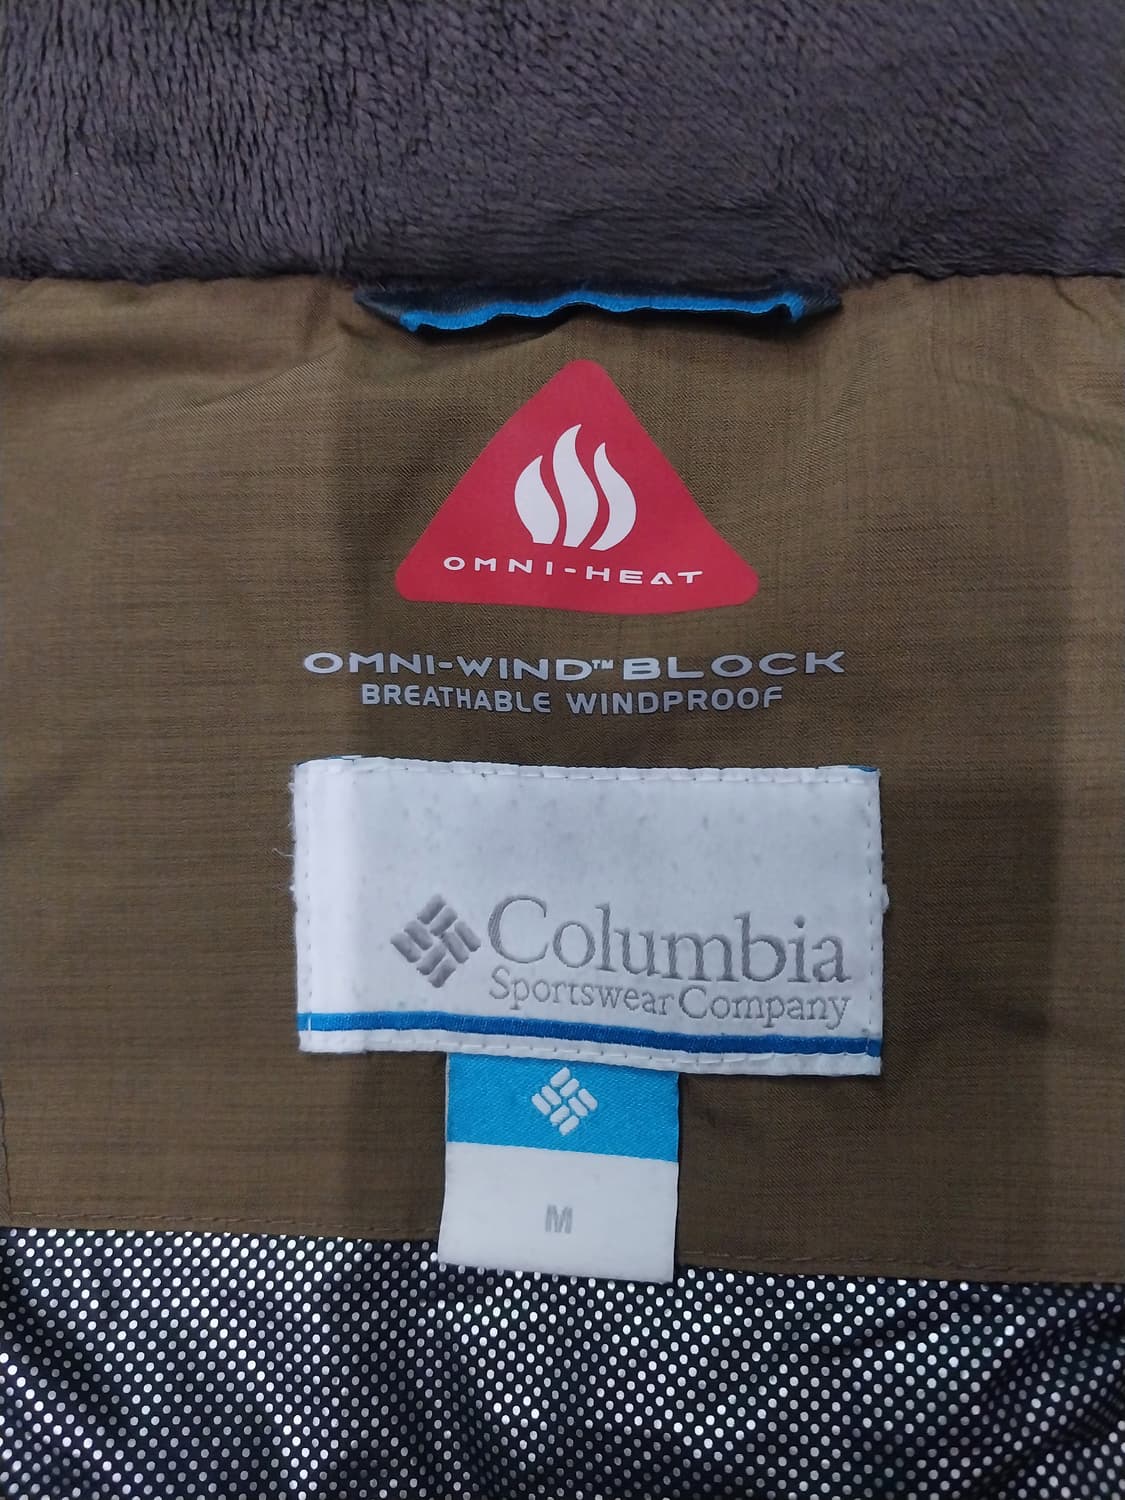 OMNI-HEAT
OMNI-WIND™ BLOCK
BREATHABLE WINDPROOF
Columbia
Sportswear Company
M